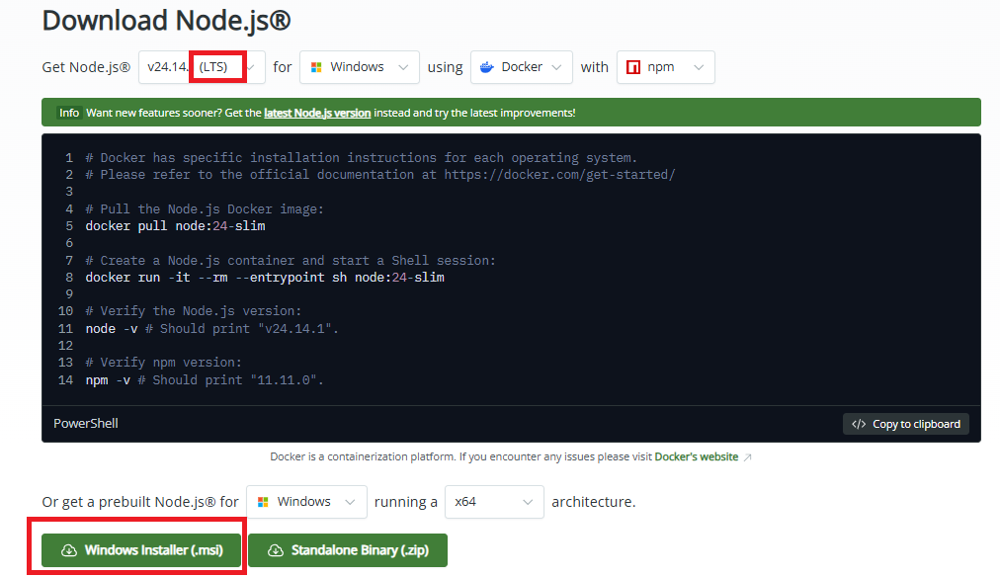 Download Node.js®
Get Node.js® v24.14. (LTS) for Windows using Docker with npm
Info Want new features sooner? Get the latest Node.js version instead and try the latest improvements!
1 # Docker has specific installation instructions for each operating system.
2 # Please refer to the official documentation at https://docker.com/get-started/
3
4 # Pull the Node.js Docker image:
5 docker pull node:24-slim
6
7 # Create a Node.js container and start a Shell session:
8 docker run -it --rm --entrypoint sh node:24-slim
9
10 # Verify the Node.js version:
11 node -v # Should print "v24.14.1".
12
13 # Verify npm version:
14 npm -v # Should print "11.11.0".
PowerShell </> Copy to clipboard
Docker is a containerization platform. If you encounter any issues please visit Docker's website
Or get a prebuilt Node.js® for Windows running a x64 architecture.
Windows Installer (.msi) Standalone Binary (.zip)